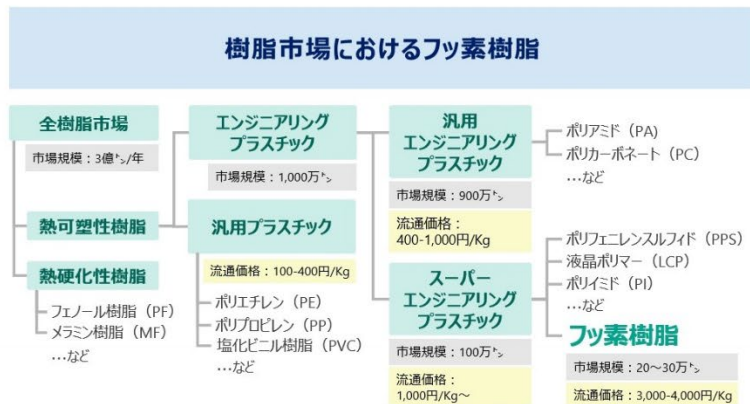 樹脂市場におけるフッ素樹脂
全樹脂市場
市場規模：3億㌧/年
熱可塑性樹脂
熱硬化性樹脂
フェノール樹脂（PF）
メラミン樹脂（MF）
…など
エンジニアリング
プラスチック
市場規模：1,000万㌧
汎用プラスチック
流通価格：100-400円/Kg
ポリエチレン（PE）
ポリプロピレン（PP）
塩化ビニル樹脂（PVC）
…など
汎用
エンジニアリング
プラスチック
市場規模：900万㌧
流通価格：
400-1,000円/Kg
ポリアミド（PA)
ポリカーボネート（PC）
…など
スーパー
エンジニアリング
プラスチック
市場規模：100万㌧
流通価格：
1,000円/Kg～
ポリフェニレンスルフィド（PPS）
液晶ポリマー（LCP）
ポリイミド（PI）
…など
フッ素樹脂
市場規模：20～30万㌧
流通価格：3,000-4,000円/Kg